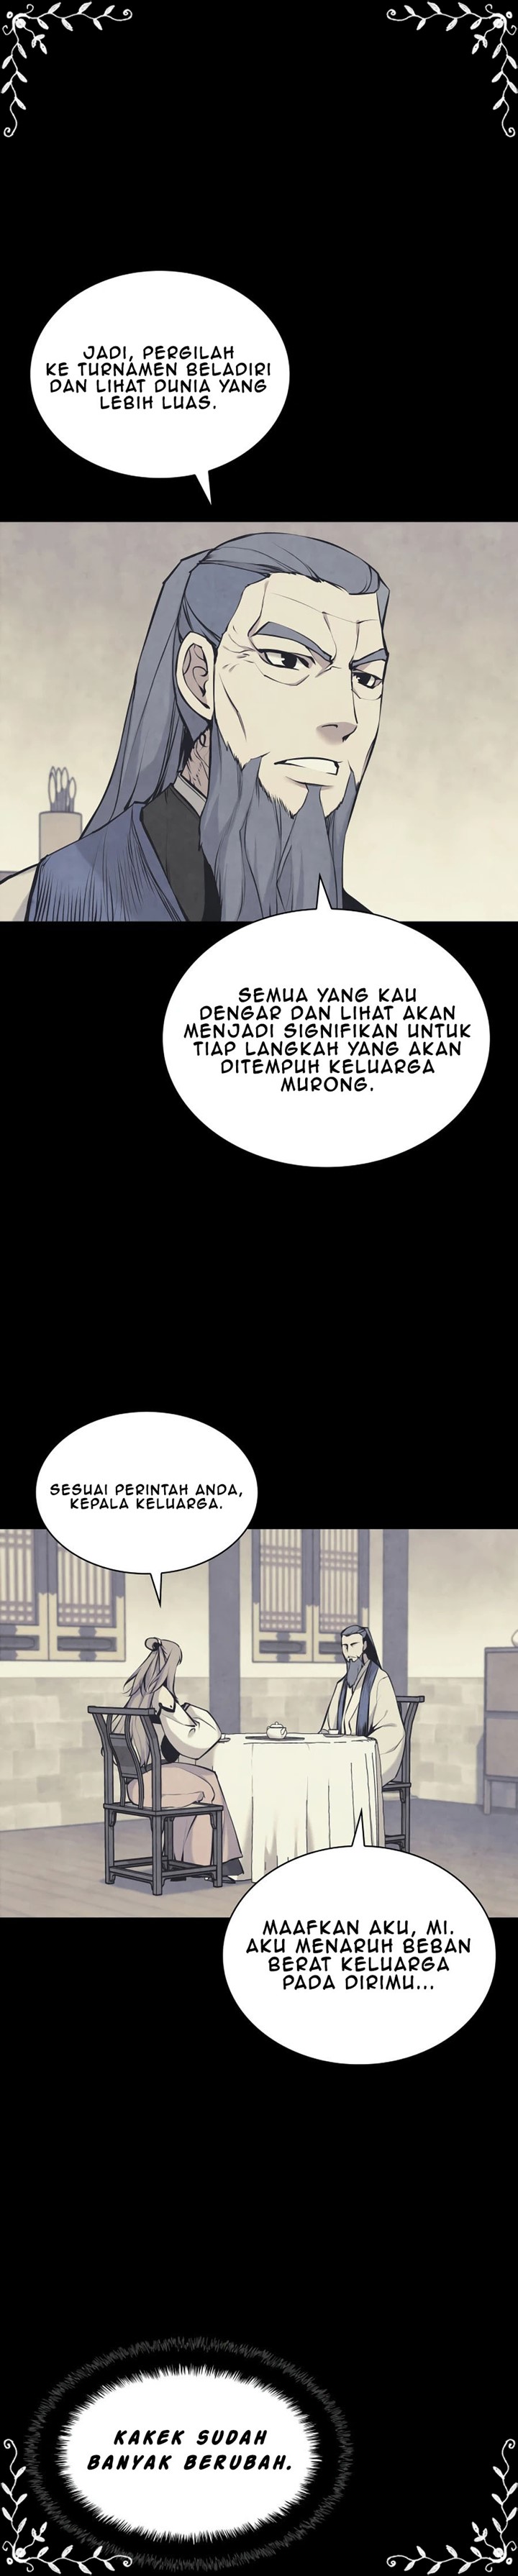 JADI, PERGILAH
KE TURNAMEN BELADIRI
DAN LIHAT DUNIA YANG
LEBIH LUAS.
SEMUA YANG KAU
DENGAR DAN LIHAT AKAN
MENJADI SIGNIFIKAN UNTUK
TIAP LANGKAH YANG AKAN
DITEMPUH KELUARGA
MURONG.
SESUAI PERINTAH ANDA,
KEPALA KELUARGA.
MAAFKAN AKU, MI.
AKU MENARUH BEBAN
BERAT KELUARGA
PADA DIRIMU...
KAKEK SUDAH
BANYAK BERUBAH.